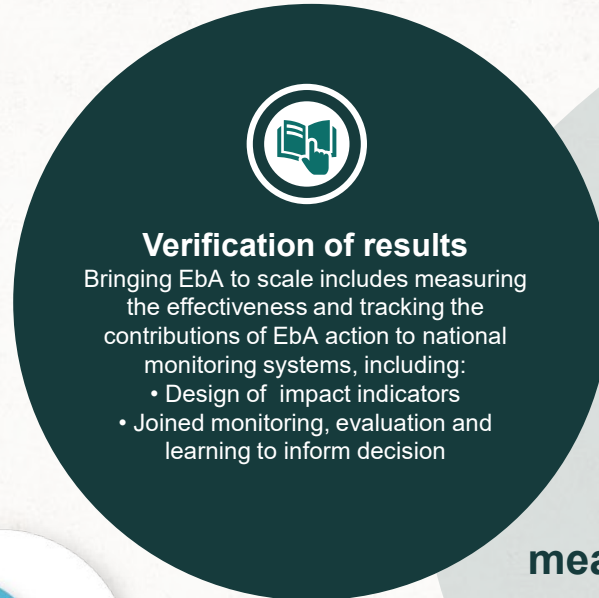 Verification of results
Bringing EbA to scale includes measuring
the effectiveness and tracking the
contributions of EbA action to national
monitoring systems, including:
• Design of  impact indicators
• Joined monitoring, evaluation and
learning to inform decision
mea